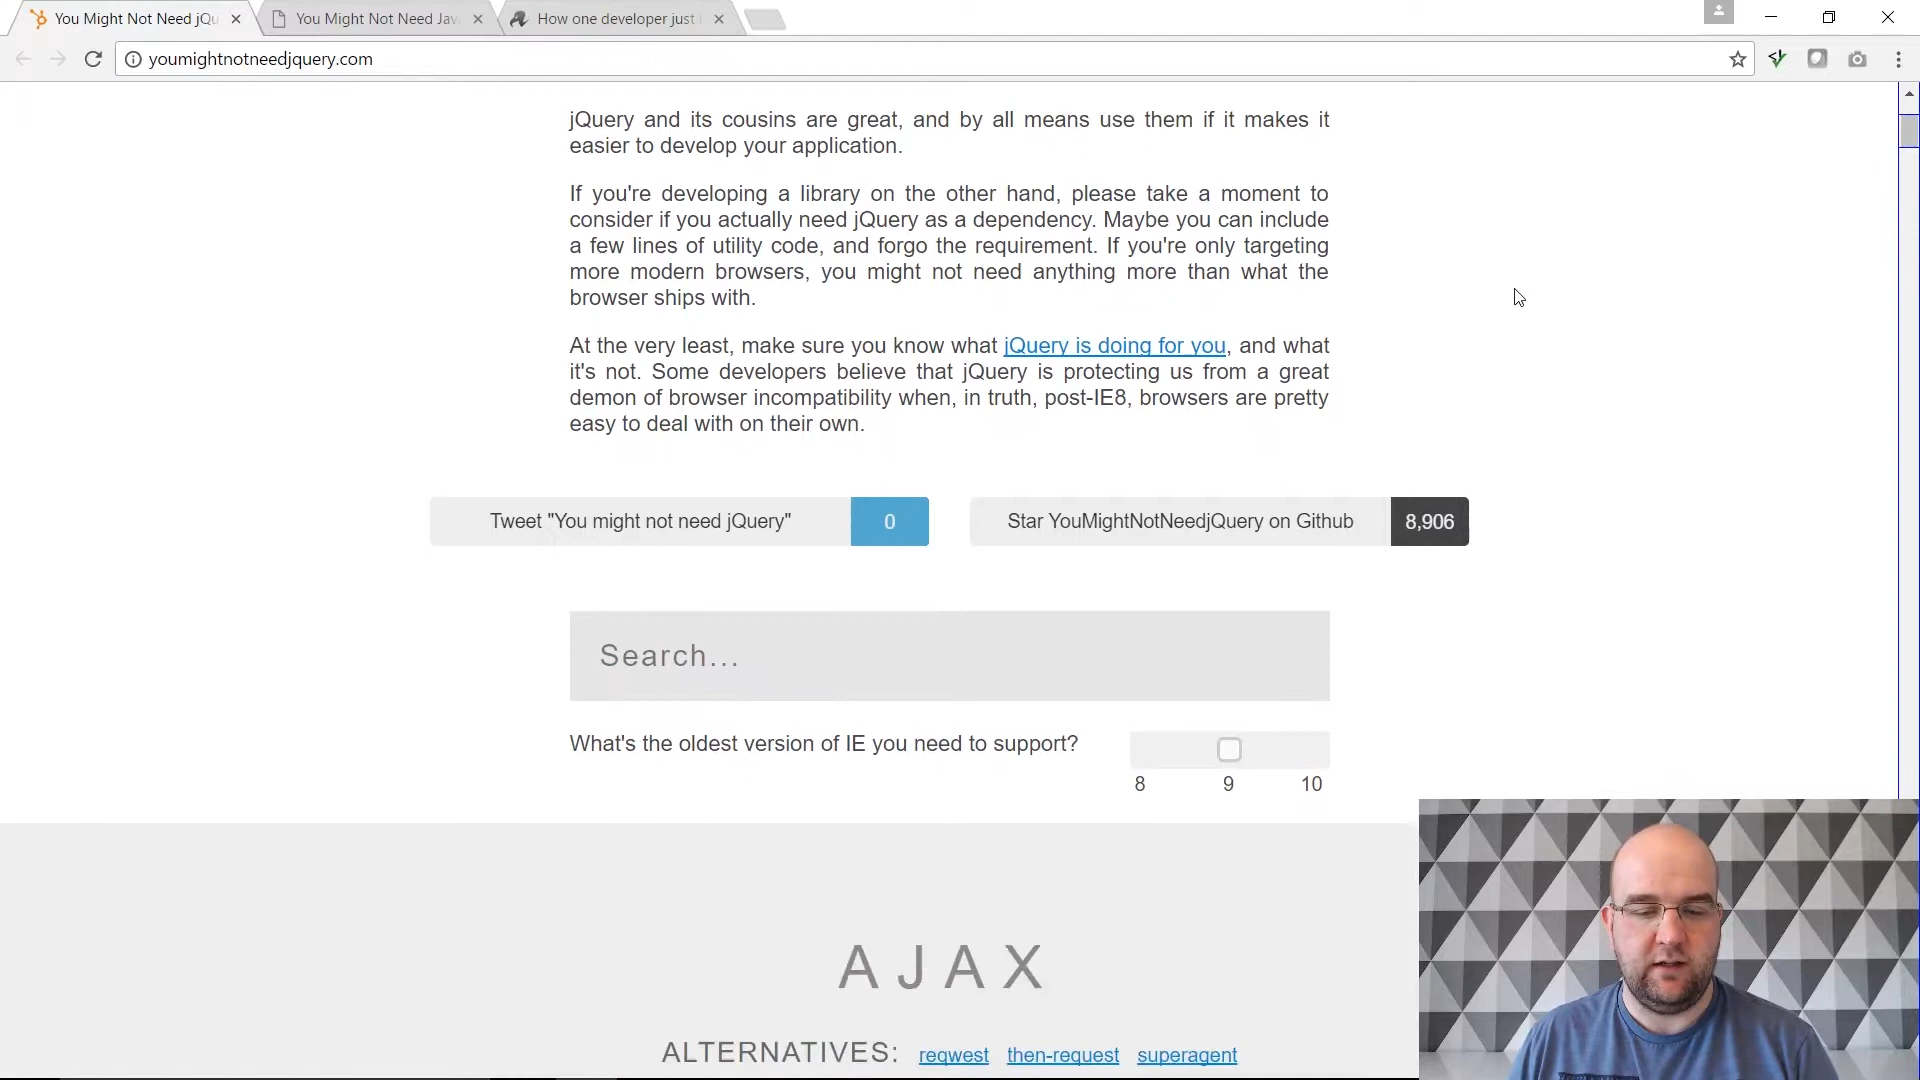 You Might Not Need jQu
You Might Not Need Jav
How one developer just
youmightnotneedjquery.com
jQuery and its cousins are great, and by all means use them if it makes it
easier to develop your application.
If you're developing a library on the other hand, please take a moment to
consider if you actually need jQuery as a dependency. Maybe you can include
a few lines of utility code, and forgo the requirement. If you're only targeting
more modern browsers, you might not need anything more than what the
browser ships with.
At the very least, make sure you know what jQuery is doing for you, and what
it's not. Some developers believe that jQuery is protecting us from a great
demon of browser incompatibility when, in truth, post-IE8, browsers are pretty
easy to deal with on their own.
Tweet "You might not need jQuery" 0
Star YouMightNotNeedjQuery on Github 8,906
Search...
What's the oldest version of IE you need to support?
8 9 10
AJAX
ALTERNATIVES: reqwest then-request superagent